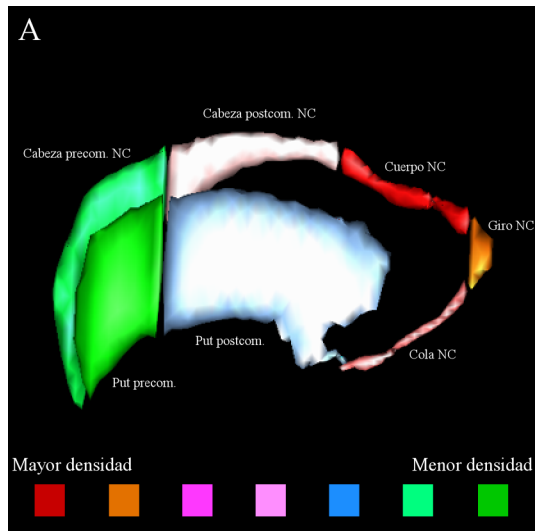 A
Cabeza postcom. NC
Cabeza precom. NC
Cuerpo NC
Giro NC
Put postcom.
Cola NC
Put precom.
Mayor densidad
Menor densidad